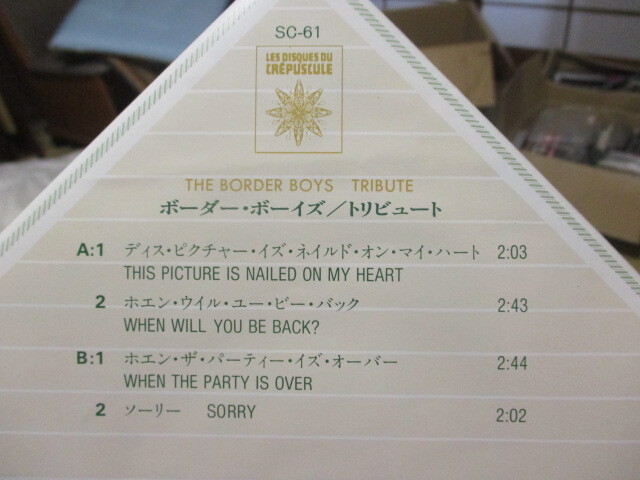 SC-61
LES DISQUES DU
CRÉPUSCULE
THE BORDER BOYS TRIBUTE
ボーダー・ボーイズ／トリビュート
A:1 ディス・ピクチャー・イズ・ネイルド・オン・マイ・ハート 2:03
THIS PICTURE IS NAILED ON MY HEART
2 ホエン・ウイル・ユー・ビー・バック 2:43
WHEN WILL YOU BE BACK?
B:1 ホエン・ザ・パーティー・イズ・オーバー 2:44
WHEN THE PARTY IS OVER
2 ソーリー SORRY 2:02